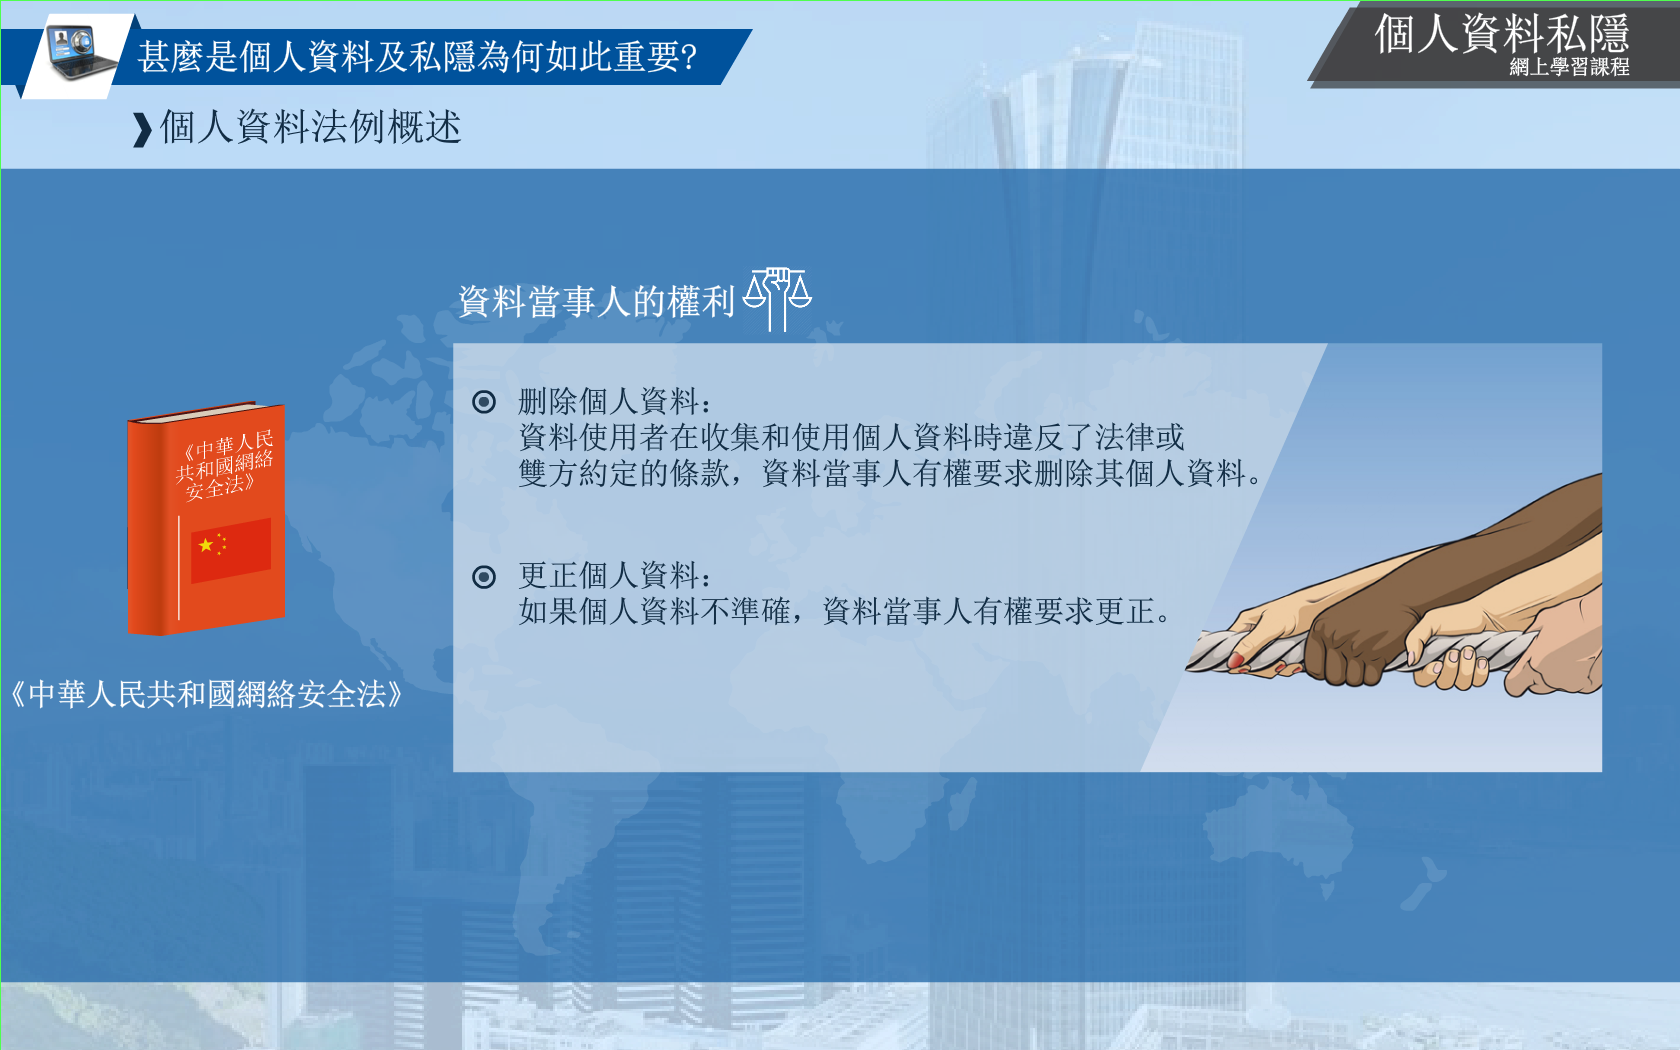 甚麼是個人資料及私隱為何如此重要?
個人資料私隱
網上學習課程
個人資料法例概述
資料當事人的權利
刪除個人資料：
資料使用者在收集和使用個人資料時違反了法律或
雙方約定的條款，資料當事人有權要求刪除其個人資料。
更正個人資料：
如果個人資料不準確，資料當事人有權要求更正。
《中華人民
共和國網絡
安全法》
《中華人民共和國網絡安全法》